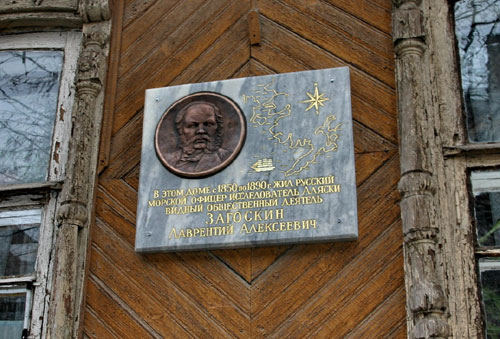 В ЭТОМ ДОМЕ С 1850 ПО 1890 Г ЖИЛ РУССКИЙ
МОРСКОЙ ОФИЦЕР ИССЛЕДОВАТЕЛЬ АЛЯСКИ
ВИДНЫЙ ОБЩЕСТВЕННЫЙ ДЕЯТЕЛЬ
ЗАГОСКИН
ЛАВРЕНТИЙ АЛЕКСЕЕВИЧ